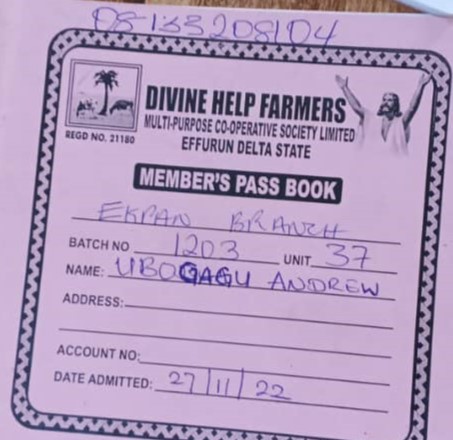 08133208104
DIVINE HELP FARMERS
MULTI-PURPOSE CO-OPERATIVE SOCIETY LIMITED
REGD NO. 21180
EFFURUN DELTA STATE
MEMBER'S PASS BOOK
EKPAN BRANCH
BATCH NO 1203 UNIT 37
NAME: UBOGAGU ANDREW
ADDRESS:
ACCOUNT NO:
DATE ADMITTED: 27/11/22